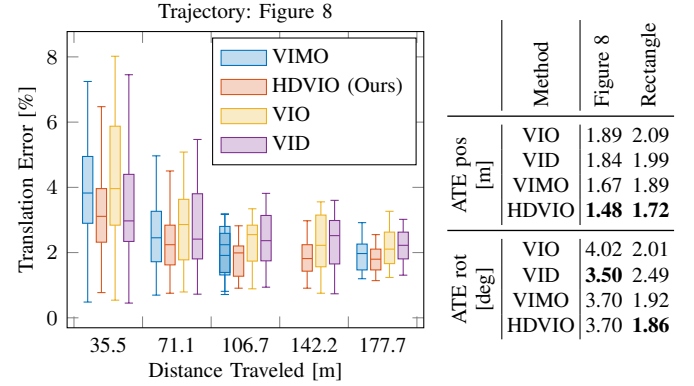 Trajectory: Figure 8
Translation Error [%]
8
6
4
2
0
VIMO
HDVIO (Ours)
VIO
VID
35.5 71.1 106.7 142.2 177.7
Distance Traveled [m]
Method Figure 8 Rectangle
ATE pos [m]
VIO 1.89 2.09
VID 1.84 1.99
VIMO 1.67 1.89
HDVIO 1.48 1.72
ATE rot [deg]
VIO 4.02 2.01
VID 3.50 2.49
VIMO 3.70 1.92
HDVIO 3.70 1.86